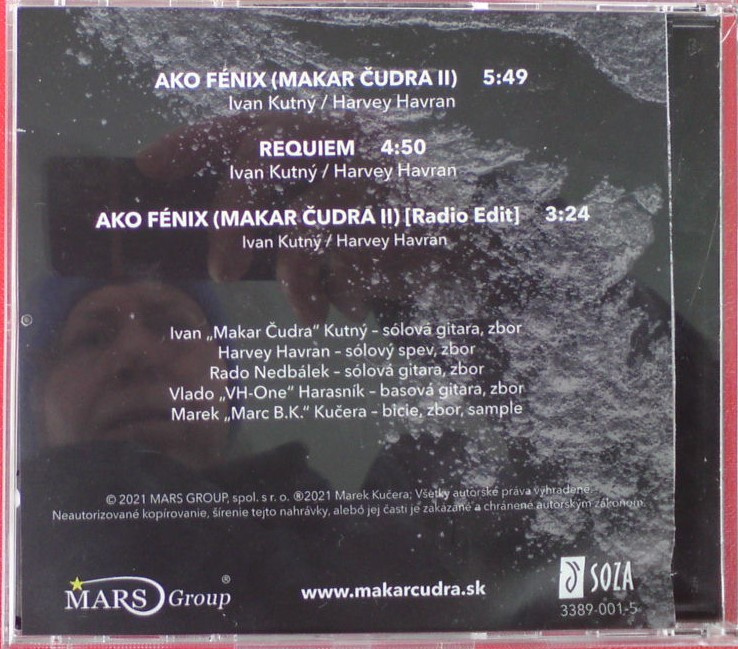 AKO FÉNIX (MAKAR ČUDRA II) 5:49
Ivan Kutný / Harvey Havran
REQUIEM 4:50
Ivan Kutný / Harvey Havran
AKO FÉNIX (MAKAR ČUDRA II) [Radio Edit] 3:24
Ivan Kutný / Harvey Havran
Ivan „Makar Čudra“ Kutný – sólová gitara, zbor
Harvey Havran – sólový spev, zbor
Rado Nedbálek – sólová gitara, zbor
Vlado „VH-One“ Harasník – basová gitara, zbor
Marek „Marc B.K.“ Kučera – bicie, zbor, sample
© 2021 MARS GROUP, spol. s r. o. ®2021 Marek Kučera; Všetky autorské práva vyhradené.
Neautorizované kopírovanie, šírenie tejto nahrávky, alebo jej časti je zakázané a chránené autorským zákonom.
MARS Group ®
www.makarcudra.sk
SOZA
3389-001-5